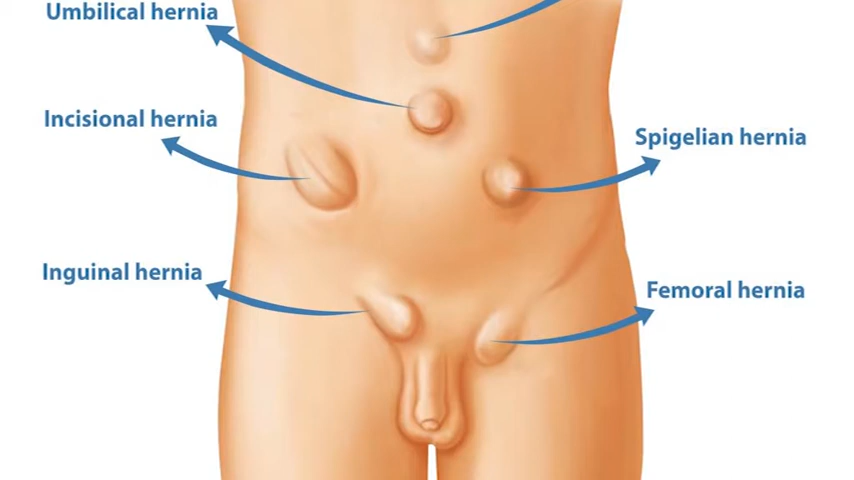 Umbilical hernia
Incisional hernia
Spigelian hernia
Inguinal hernia
Femoral hernia